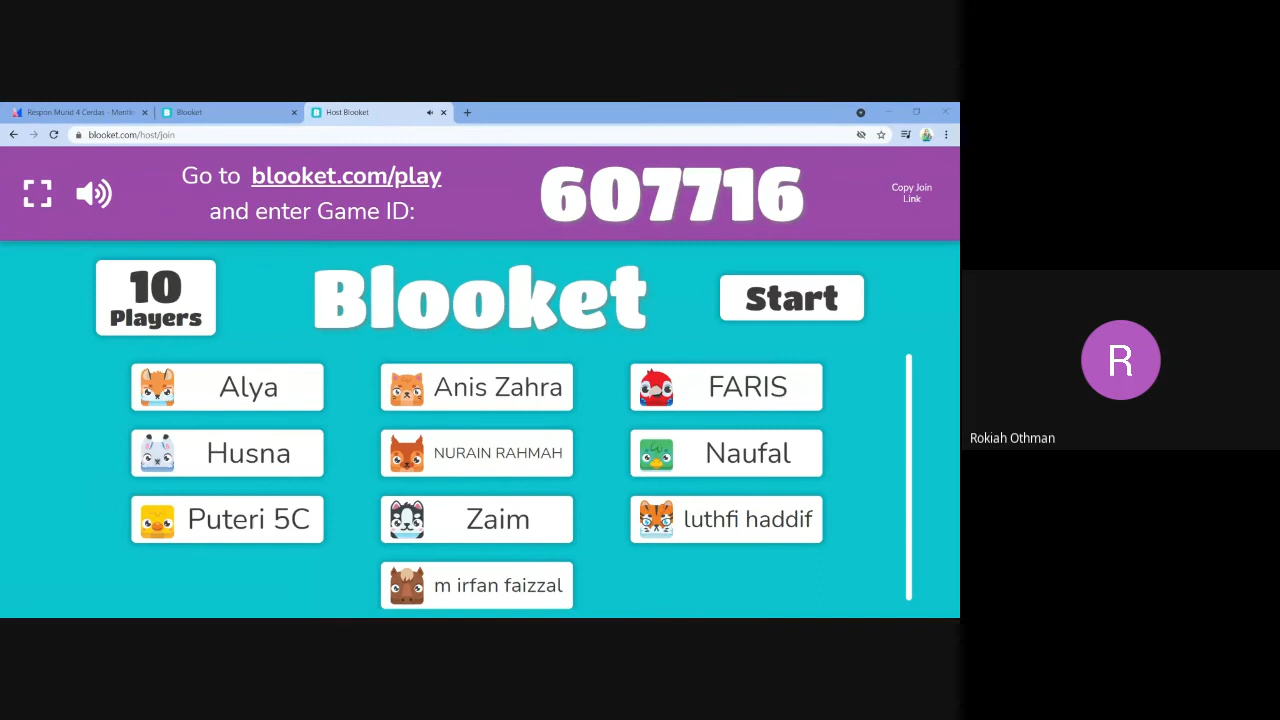 Respon Murid 4 Cerdas - Menti
Blooket
Host Blooket
blooket.com/host/join
Go to blooket.com/play
and enter Game ID:
607716
Copy Join
Link
10
Players
Blooket
Start
Alya
Anis Zahra
FARIS
Husna
NURAIN RAHMAH
Naufal
Puteri 5C
Zaim
luthfi haddif
m irfan faizzal
R
Rokiah Othman